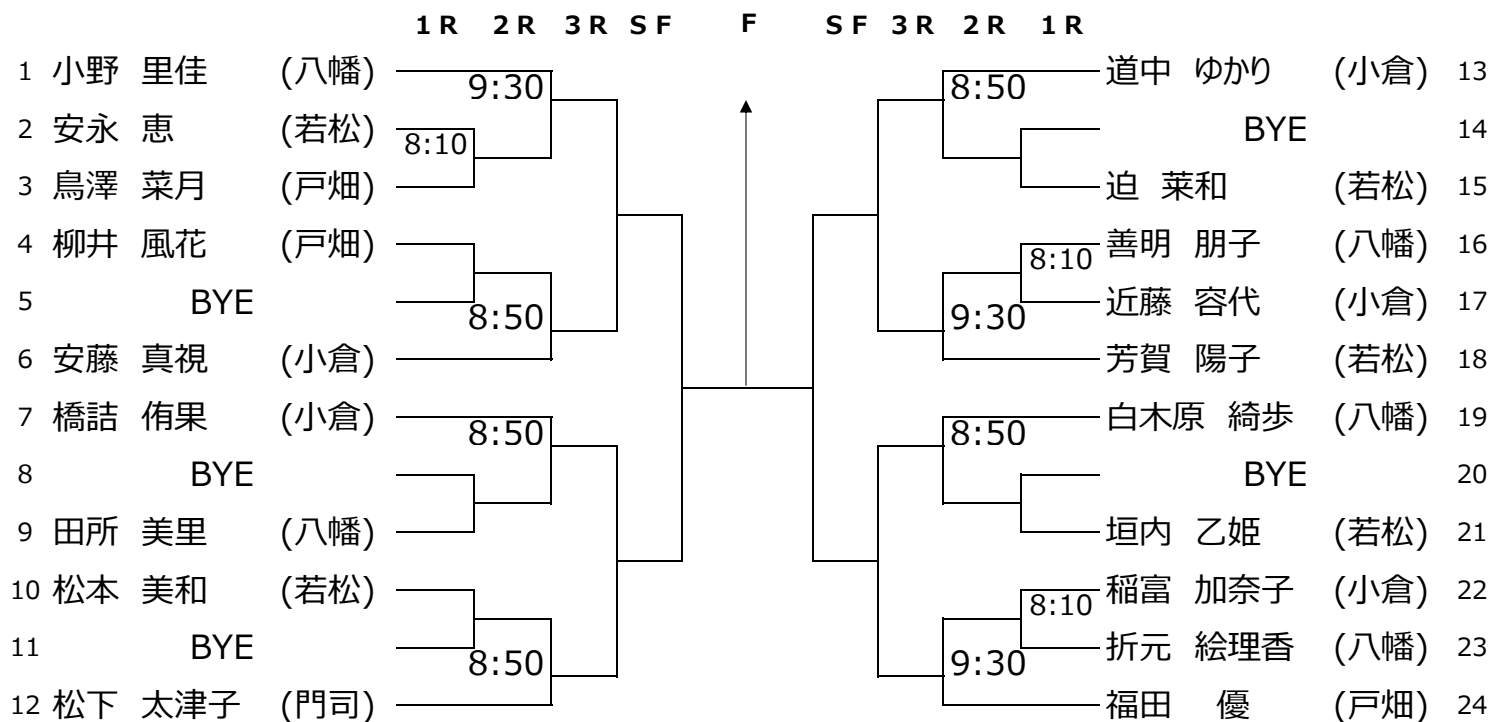 1R 2R 3R SF F SF 3R 2R 1R
1 小野 里佳 (八幡)
9:30
2 安永 恵 (若松)
8:10
3 鳥澤 菜月 (戸畑)
4 柳井 風花 (戸畑)
5 BYE
8:50
6 安藤 真視 (小倉)
7 橋詰 侑果 (小倉)
8:50
8 BYE
9 田所 美里 (八幡)
10 松本 美和 (若松)
11 BYE
8:50
12 松下 太津子 (門司)
道中 ゆかり (小倉) 13
8:50
BYE 14
迫 莱和 (若松) 15
善明 朋子 (八幡) 16
8:10
近藤 容代 (小倉) 17
9:30
芳賀 陽子 (若松) 18
白木原 綺歩 (八幡) 19
8:50
BYE 20
垣内 乙姫 (若松) 21
稲富 加奈子 (小倉) 22
8:10
折元 絵理香 (八幡) 23
9:30
福田 優 (戸畑) 24